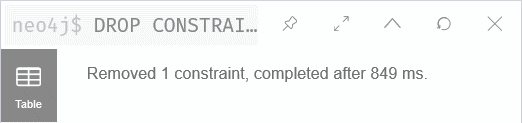 neo4j$ DROP CONSTRAI…
Removed 1 constraint, completed after 849 ms.
Table